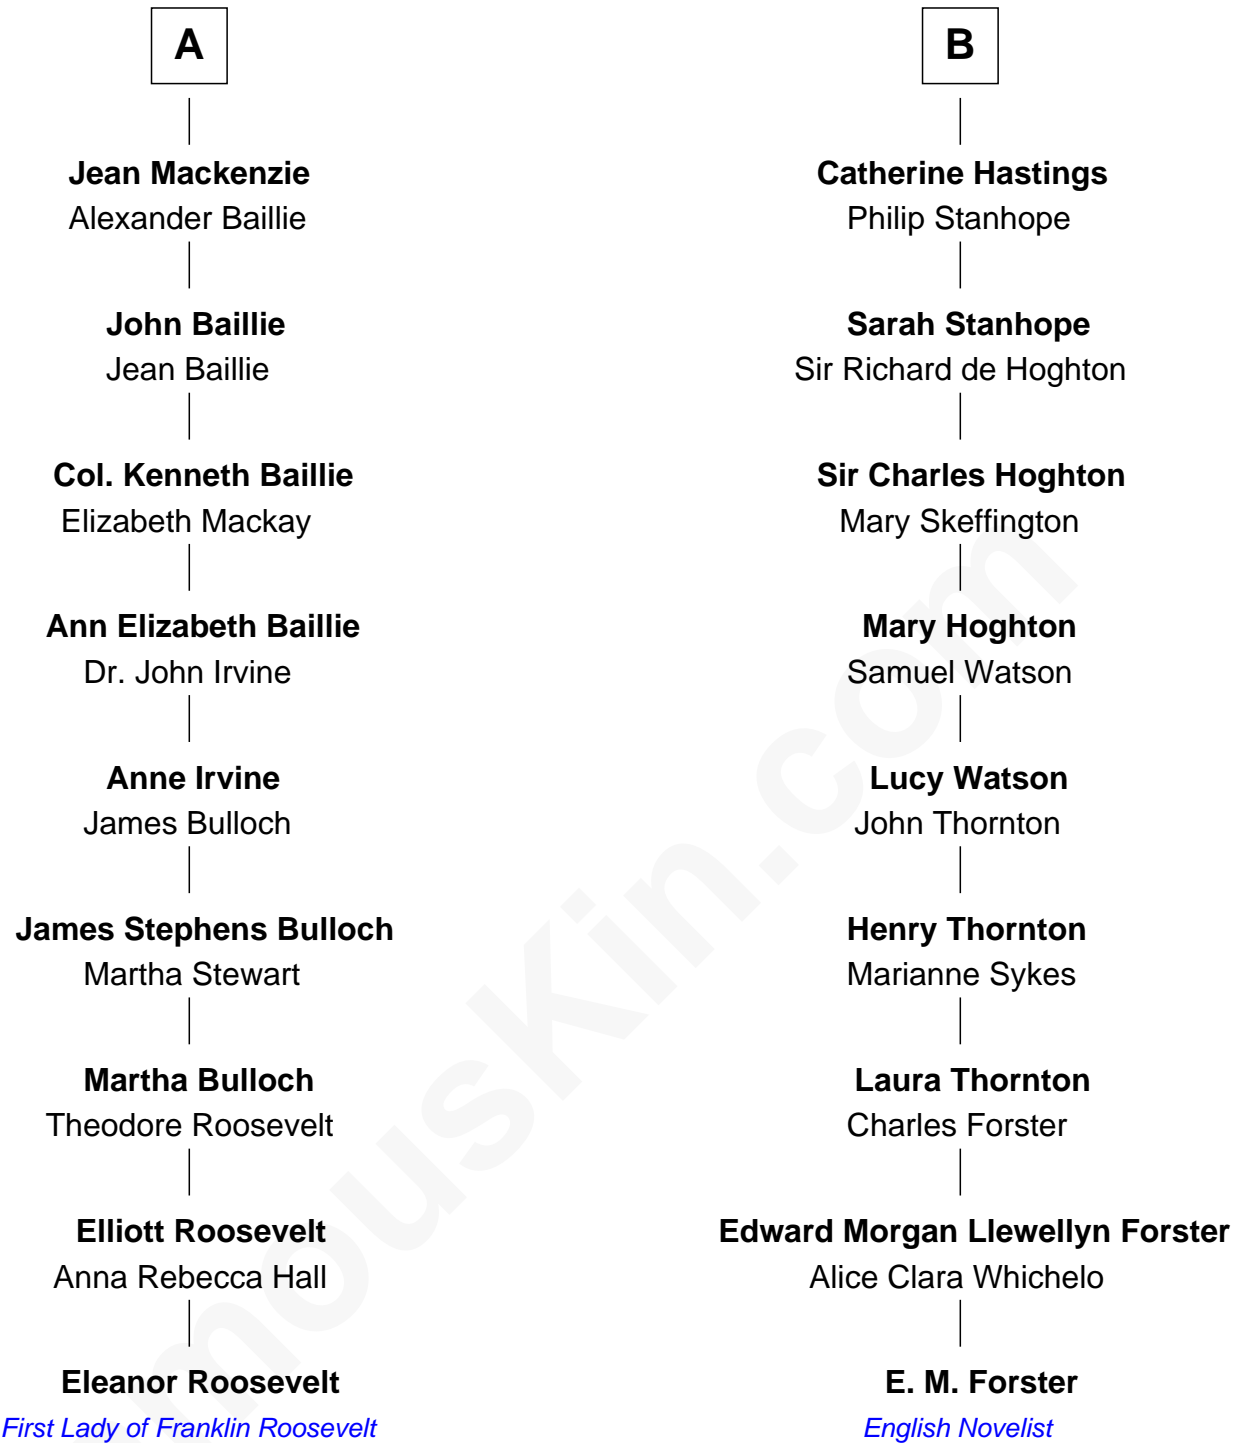 A
Jean Mackenzie
Alexander Baillie
John Baillie
Jean Baillie
Col. Kenneth Baillie
Elizabeth Mackay
Ann Elizabeth Baillie
Dr. John Irvine
Anne Irvine
James Bulloch
James Stephens Bulloch
Martha Stewart
Martha Bulloch
Theodore Roosevelt
Elliott Roosevelt
Anna Rebecca Hall
Eleanor Roosevelt
First Lady of Franklin Roosevelt
B
Catherine Hastings
Philip Stanhope
Sarah Stanhope
Sir Richard de Hoghton
Sir Charles Hoghton
Mary Skeffington
Mary Hoghton
Samuel Watson
Lucy Watson
John Thornton
Henry Thornton
Marianne Sykes
Laura Thornton
Charles Forster
Edward Morgan Llewellyn Forster
Alice Clara Whichelo
E. M. Forster
English Novelist
mousKin.com